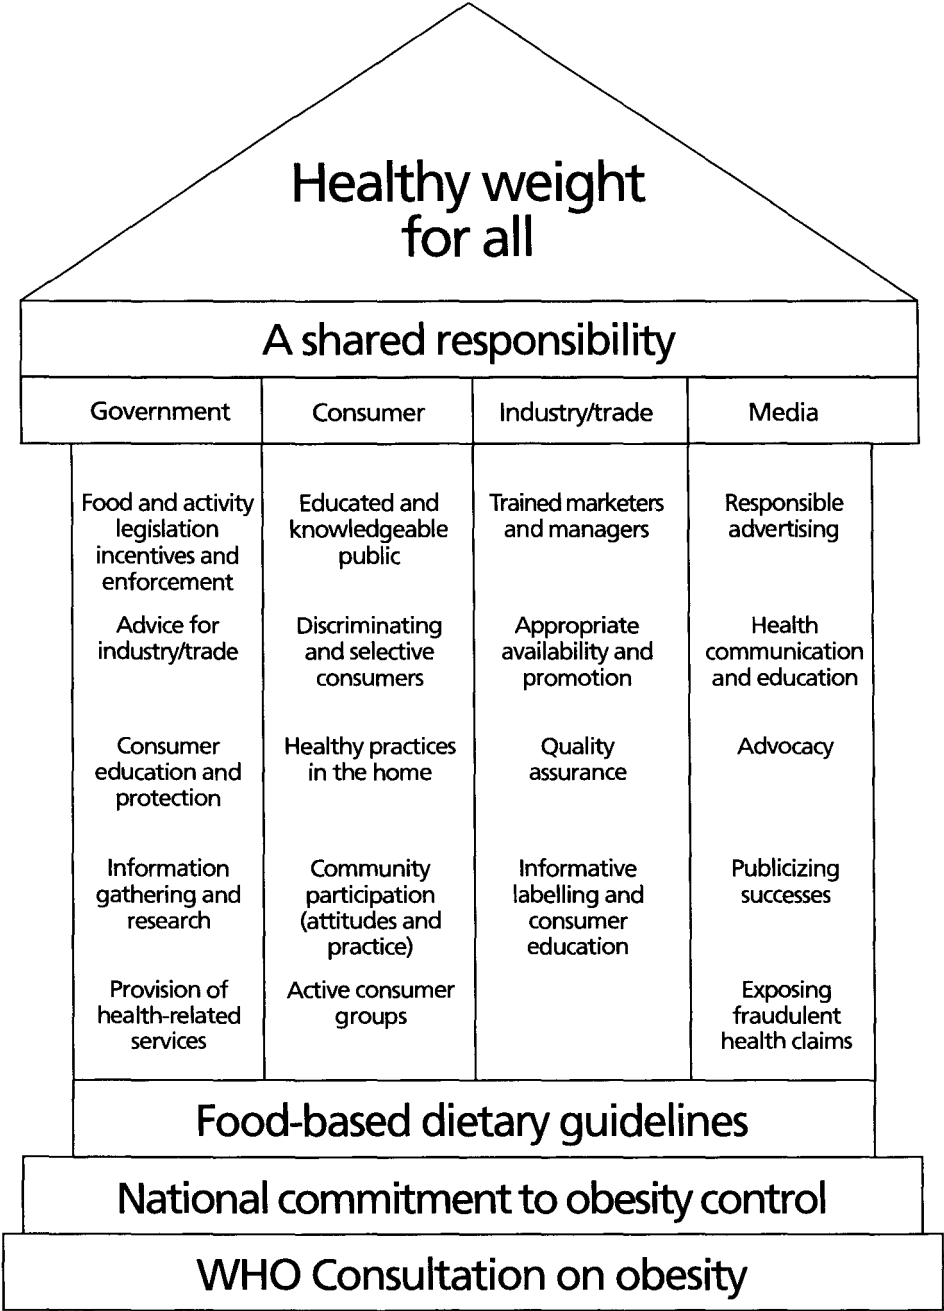 Healthy weight
for all
A shared responsibility
Government
Consumer
Industry/trade
Media
Food and activity
legislation
incentives and
enforcement
Advice for
industry/trade
Consumer
education and
protection
Information
gathering and
research
Provision of
health-related
services
Educated and
knowledgeable
public
Discriminating
and selective
consumers
Healthy practices
in the home
Community
participation
(attitudes and
practice)
Active consumer
groups
Trained marketers
and managers
Appropriate
availability and
promotion
Quality
assurance
Informative
labelling and
consumer
education
Responsible
advertising
Health
communication
and education
Advocacy
Publicizing
successes
Exposing
fraudulent
health claims
Food-based dietary guidelines
National commitment to obesity control
WHO Consultation on obesity